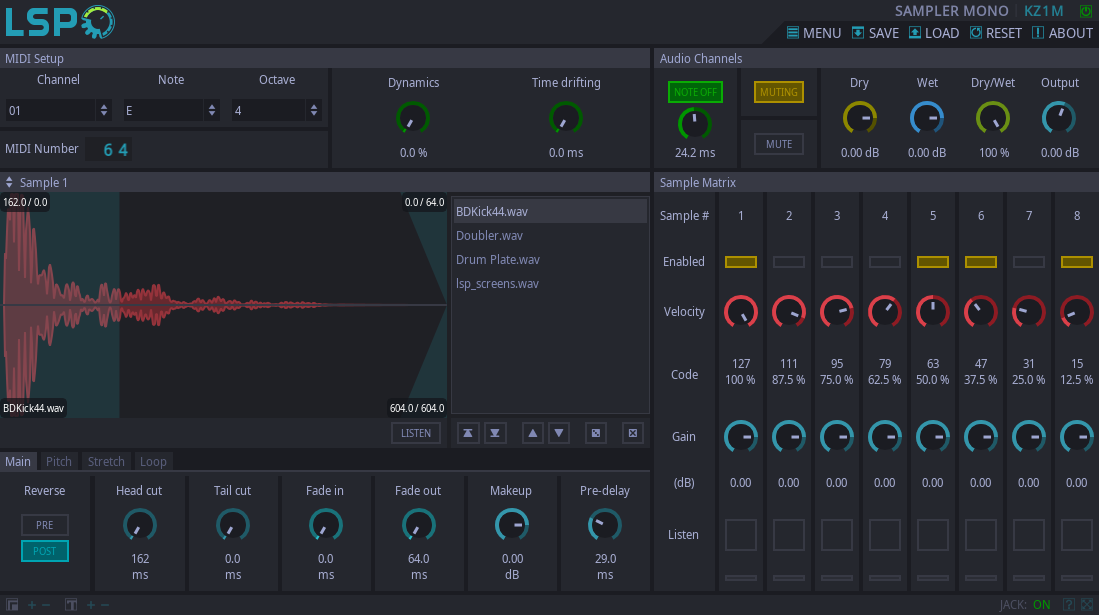 LSP
SAMPLER MONO KZ1M
MENU SAVE LOAD RESET ABOUT
MIDI Setup
Channel Note Octave
01 E 4
MIDI Number 64
Dynamics Time drifting
0.0 % 0.0 ms
Audio Channels
NOTE OFF
24.2 ms
MUTING
MUTE
Dry Wet Dry/Wet Output
0.00 dB 0.00 dB 100 % 0.00 dB
Sample 1
162.0 / 0.0 0.0 / 64.0
BDKick44.wav 604.0 / 604.0
BDKick44.wav
Doubler.wav
Drum Plate.wav
lsp_screens.wav
LISTEN
Main Pitch Stretch Loop
Reverse Head cut Tail cut Fade in Fade out Makeup Pre-delay
PRE
POST
162 0.0 0.0 64.0 0.00 29.0
ms ms ms ms dB ms
Sample Matrix
Sample # 1 2 3 4 5 6 7 8
Enabled
Velocity
127 111 95 79 63 47 31 15
Code
100 % 87.5 % 75.0 % 62.5 % 50.0 % 37.5 % 25.0 % 12.5 %
Gain
(dB) 0.00 0.00 0.00 0.00 0.00 0.00 0.00 0.00
Listen
JACK: ON ?